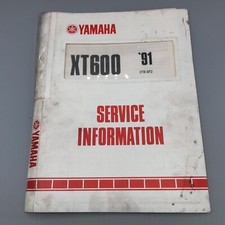 YAMAHA
XT600 '91
SERVICE
INFORMATION
YAMAHA